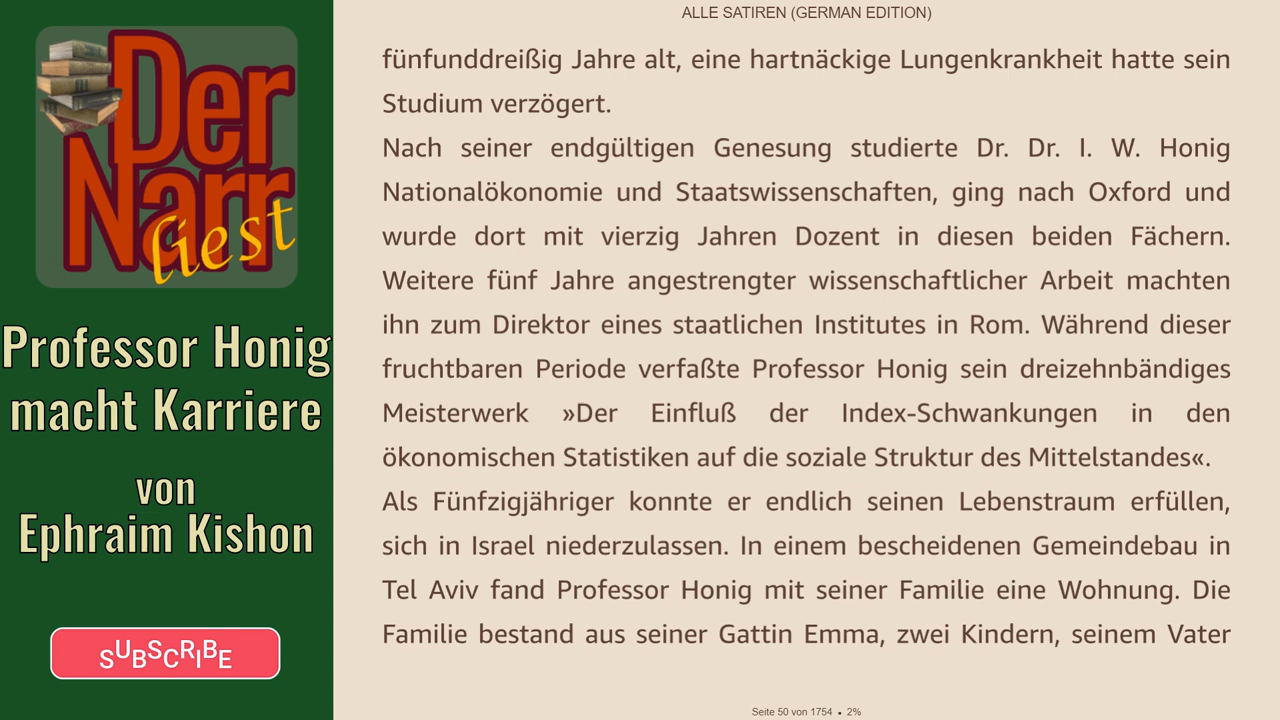 Der
Narr
liest
Professor Honig
macht Karriere
von
Ephraim Kishon
SUBSCRIBE
ALLE SATIREN (GERMAN EDITION)
fünfunddreißig Jahre alt, eine hartnäckige Lungenkrankheit hatte sein
Studium verzögert.
Nach seiner endgültigen Genesung studierte Dr. Dr. I. W. Honig
Nationalökonomie und Staatswissenschaften, ging nach Oxford und
wurde dort mit vierzig Jahren Dozent in diesen beiden Fächern.
Weitere fünf Jahre angestrengter wissenschaftlicher Arbeit machten
ihn zum Direktor eines staatlichen Institutes in Rom. Während dieser
fruchtbaren Periode verfaßte Professor Honig sein dreizehnbändiges
Meisterwerk »Der Einfluß der Index-Schwankungen in den
ökonomischen Statistiken auf die soziale Struktur des Mittelstandes«.
Als Fünfzigjähriger konnte er endlich seinen Lebenstraum erfüllen,
sich in Israel niederzulassen. In einem bescheidenen Gemeindebau in
Tel Aviv fand Professor Honig mit seiner Familie eine Wohnung. Die
Familie bestand aus seiner Gattin Emma, zwei Kindern, seinem Vater
Seite 50 von 1754 • 2%